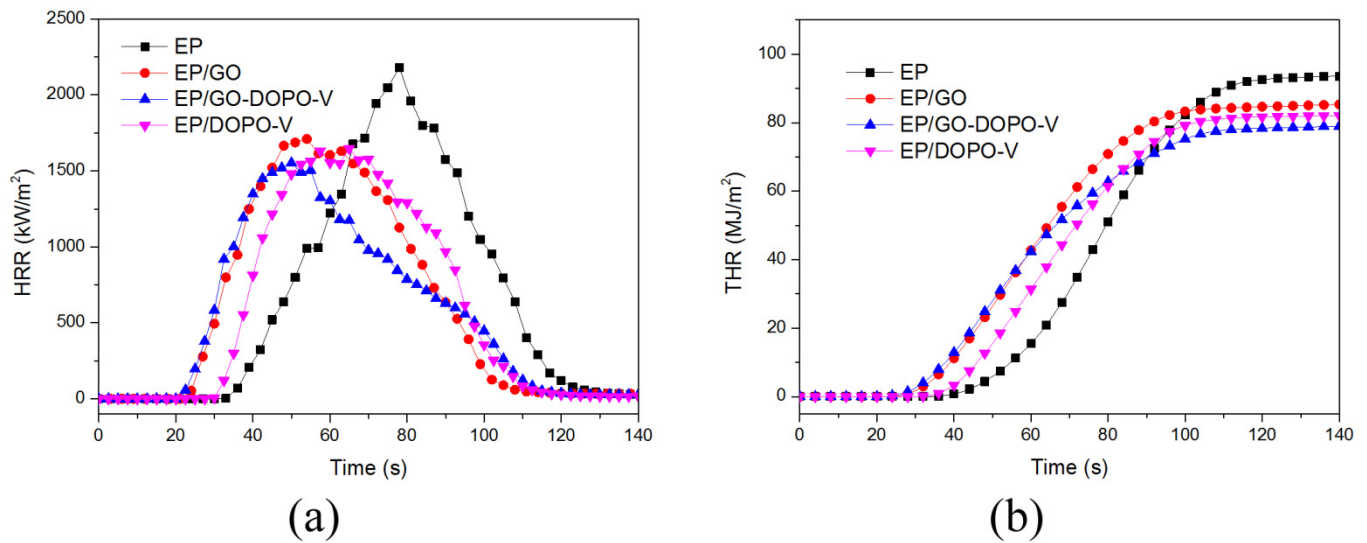 2500
2000
1500
1000
500
0
HRR (kW/m²)
EP
EP/GO
EP/GO-DOPO-V
EP/DOPO-V
0 20 40 60 80 100 120 140
Time (s)
(a)
100
80
60
40
20
0
THR (MJ/m²)
EP
EP/GO
EP/GO-DOPO-V
EP/DOPO-V
0 20 40 60 80 100 120 140
Time (s)
(b)